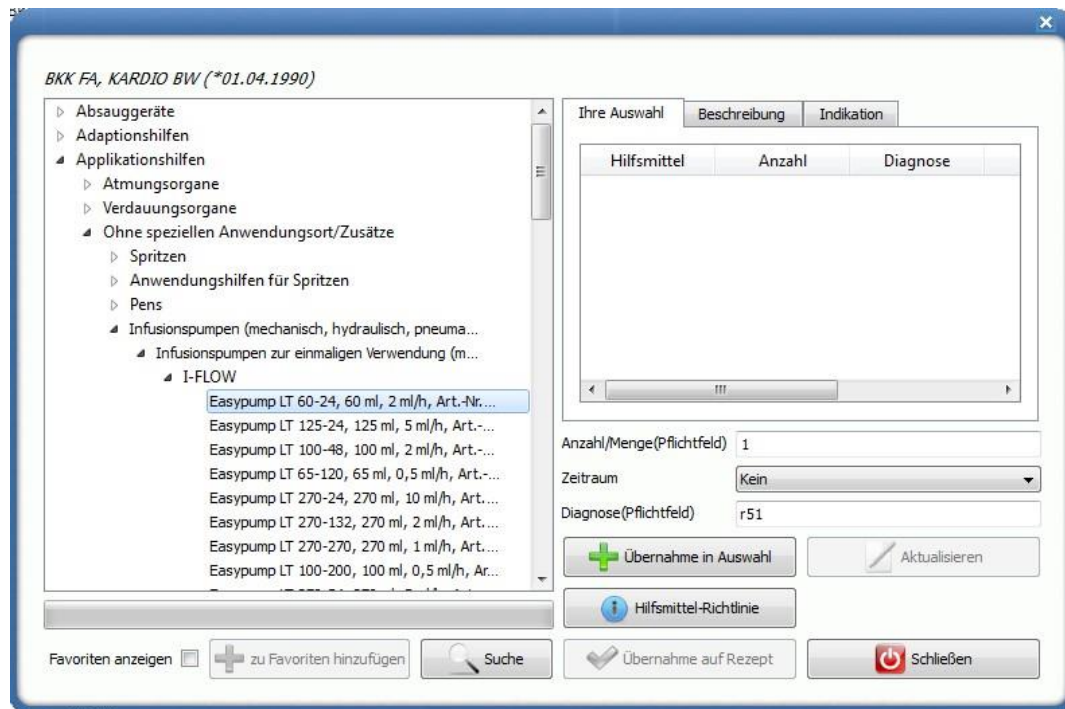 BKK FA, KARDIO BW (*01.04.1990)
Absauggeräte
Adaptionshilfen
Applikationshilfen
Atmungsorgane
Verdauungsorgane
Ohne speziellen Anwendungsort/Zusätze
Spritzen
Anwendungshilfen für Spritzen
Pens
Infusionspumpen (mechanisch, hydraulisch, pneuma...
Infusionspumpen zur einmaligen Verwendung (m...
I-FLOW
Easypump LT 60-24, 60 ml, 2 ml/h, Art.-Nr....
Easypump LT 125-24, 125 ml, 5 ml/h, Art.-...
Easypump LT 100-48, 100 ml, 2 ml/h, Art.-...
Easypump LT 65-120, 65 ml, 0,5 ml/h, Art.-...
Easypump LT 270-24, 270 ml, 10 ml/h, Art....
Easypump LT 270-132, 270 ml, 2 ml/h, Art....
Easypump LT 270-270, 270 ml, 1 ml/h, Art....
Easypump LT 100-200, 100 ml, 0,5 ml/h, Ar...
Favoriten anzeigen
zu Favoriten hinzufügen
Suche
Ihre Auswahl Beschreibung Indikation
Hilfsmittel Anzahl Diagnose
Anzahl/Menge(Pflichtfeld) 1
Zeitraum Kein
Diagnose(Pflichtfeld) r51
Übernahme in Auswahl Aktualisieren
Hilfsmittel-Richtlinie
Übernahme auf Rezept Schließen